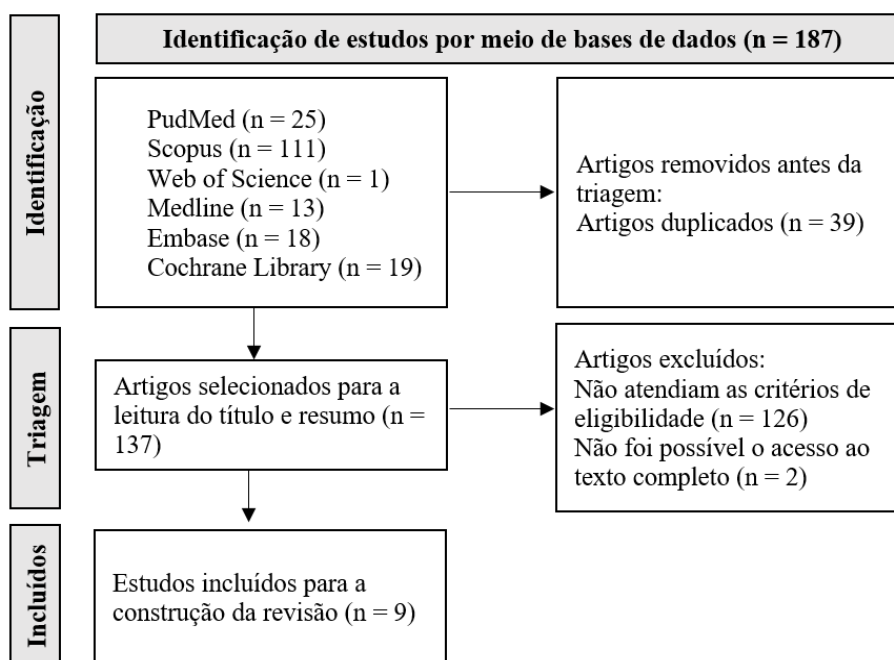 Identificação de estudos por meio de bases de dados (n = 187)
Identificação
PudMed (n = 25)
Scopus (n = 111)
Web of Science (n = 1)
Medline (n = 13)
Embase (n = 18)
Cochrane Library (n = 19)
Artigos removidos antes da
triagem:
Artigos duplicados (n = 39)
Triagem
Artigos selecionados para a
leitura do título e resumo (n =
137)
Artigos excluídos:
Não atendiam as critérios de
eligibilidade (n = 126)
Não foi possível o acesso ao
texto completo (n = 2)
Incluídos
Estudos incluídos para a
construção da revisão (n = 9)